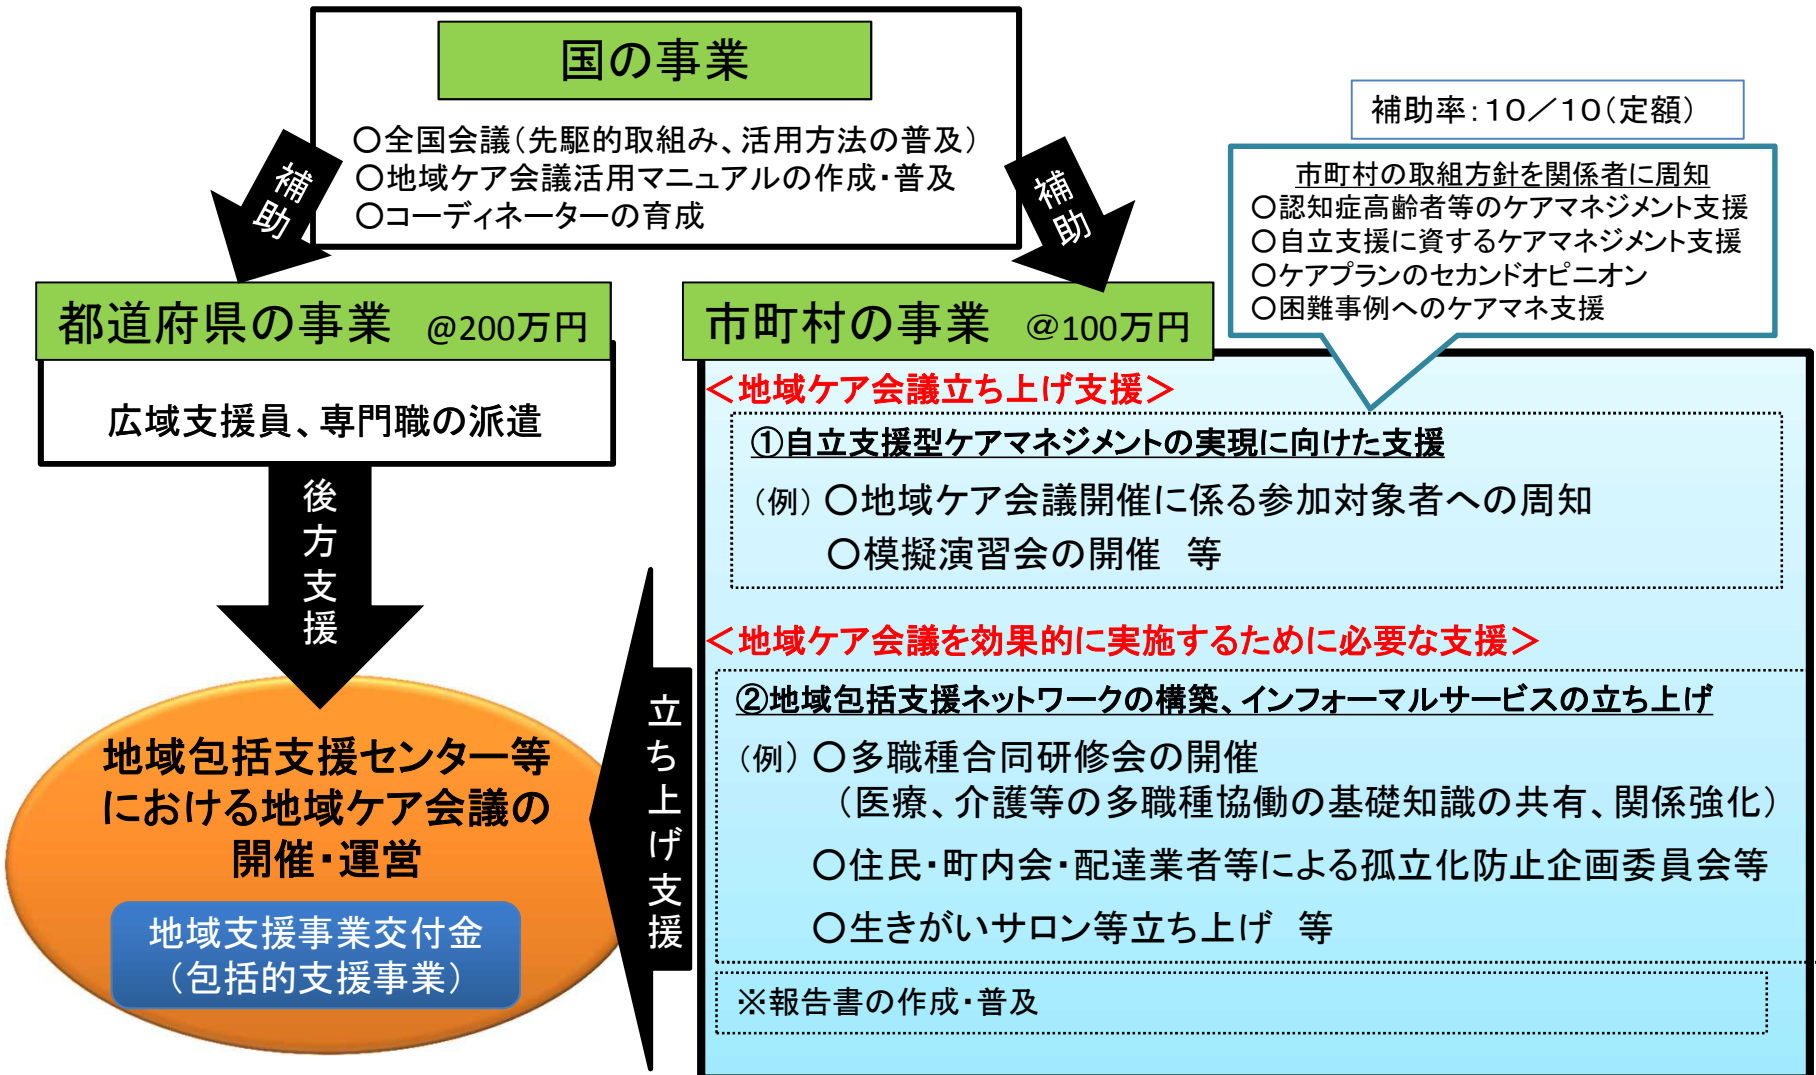 国の事業
○全国会議(先駆的取組み、活用方法の普及)
○地域ケア会議活用マニュアルの作成・普及
○コーディネーターの育成
補助
補助
補助率:10/10(定額)
市町村の取組方針を関係者に周知
○認知症高齢者等のケアマネジメント支援
○自立支援に資するケアマネジメント支援
○ケアプランのセカンドオピニオン
○困難事例へのケアマネ支援
都道府県の事業 @200万円
広域支援員、専門職の派遣
後方支援
地域包括支援センター等
における地域ケア会議の
開催・運営
地域支援事業交付金
(包括的支援事業)
立ち上げ支援
市町村の事業 @100万円
<地域ケア会議立ち上げ支援>
①自立支援型ケアマネジメントの実現に向けた支援
(例)○地域ケア会議開催に係る参加対象者への周知
○模擬演習会の開催 等
<地域ケア会議を効果的に実施するために必要な支援>
②地域包括支援ネットワークの構築、インフォーマルサービスの立ち上げ
(例)○多職種合同研修会の開催
(医療、介護等の多職種協働の基礎知識の共有、関係強化)
○住民・町内会・配達業者等による孤立化防止企画委員会等
○生きがいサロン等立ち上げ 等
※報告書の作成・普及